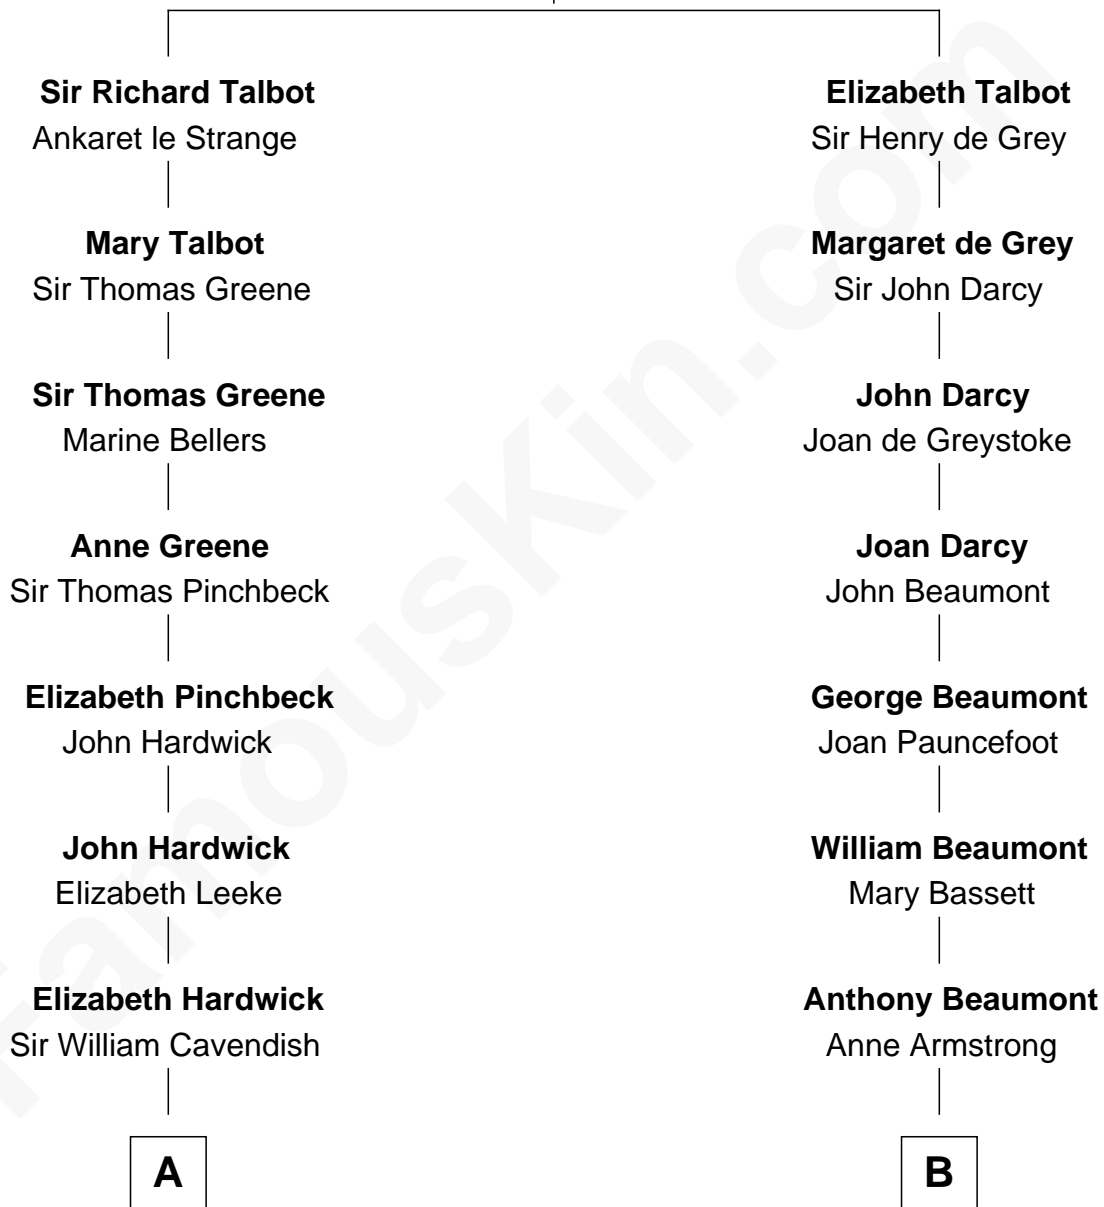 Sir Richard Talbot
Ankaret le Strange
Mary Talbot
Sir Thomas Greene
Sir Thomas Greene
Marine Bellers
Anne Greene
Sir Thomas Pinchbeck
Elizabeth Pinchbeck
John Hardwick
John Hardwick
Elizabeth Leeke
Elizabeth Hardwick
Sir William Cavendish
A
Elizabeth Talbot
Sir Henry de Grey
Margaret de Grey
Sir John Darcy
John Darcy
Joan de Greystoke
Joan Darcy
John Beaumont
George Beaumont
Joan Pauncefoot
William Beaumont
Mary Bassett
Anthony Beaumont
Anne Armstrong
B
FamousKin.com